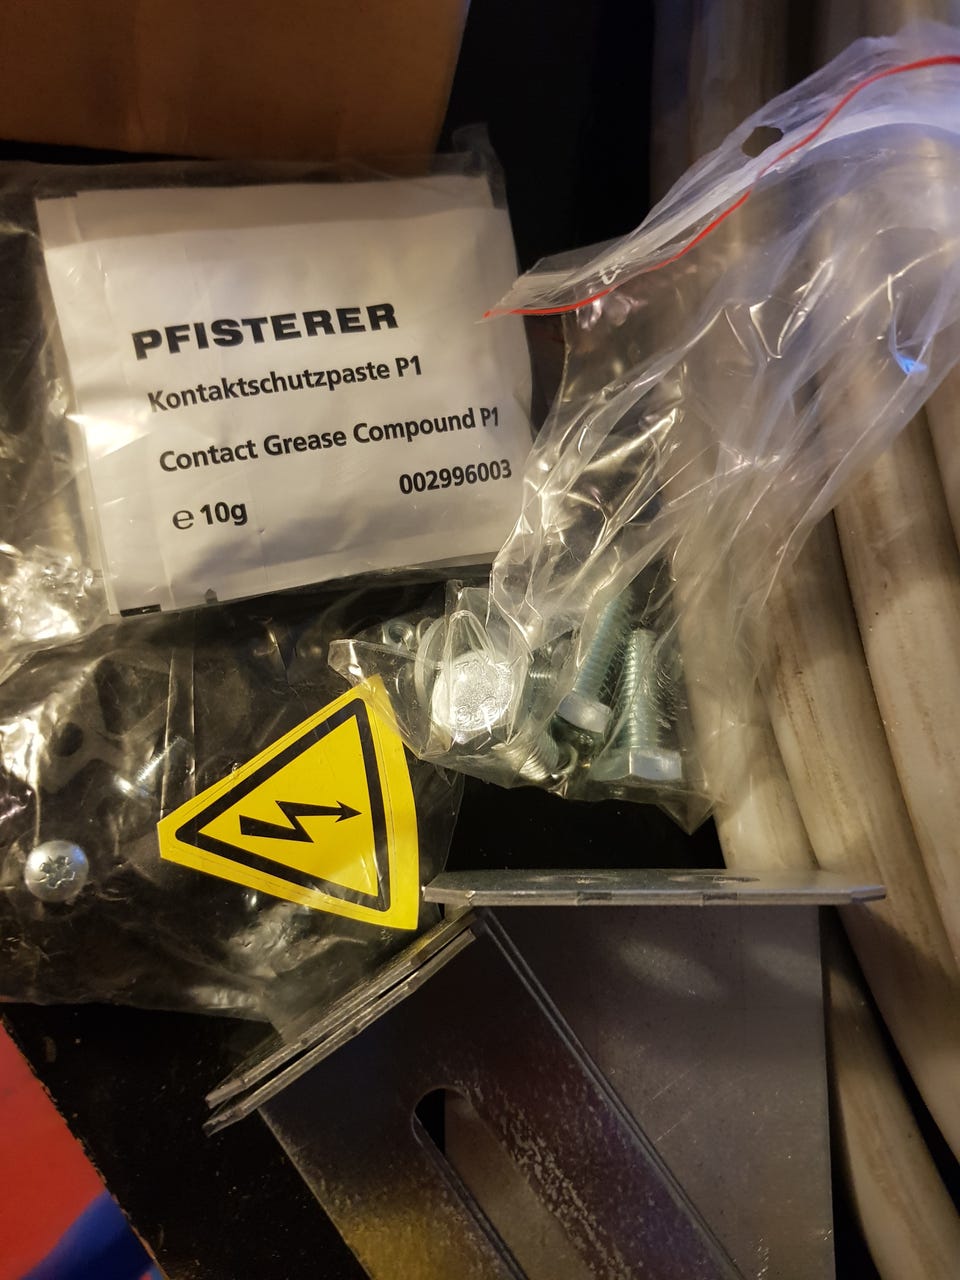 PFISTERER
Kontaktschutzpaste P1
Contact Grease Compound P1
002996003
℮ 10g